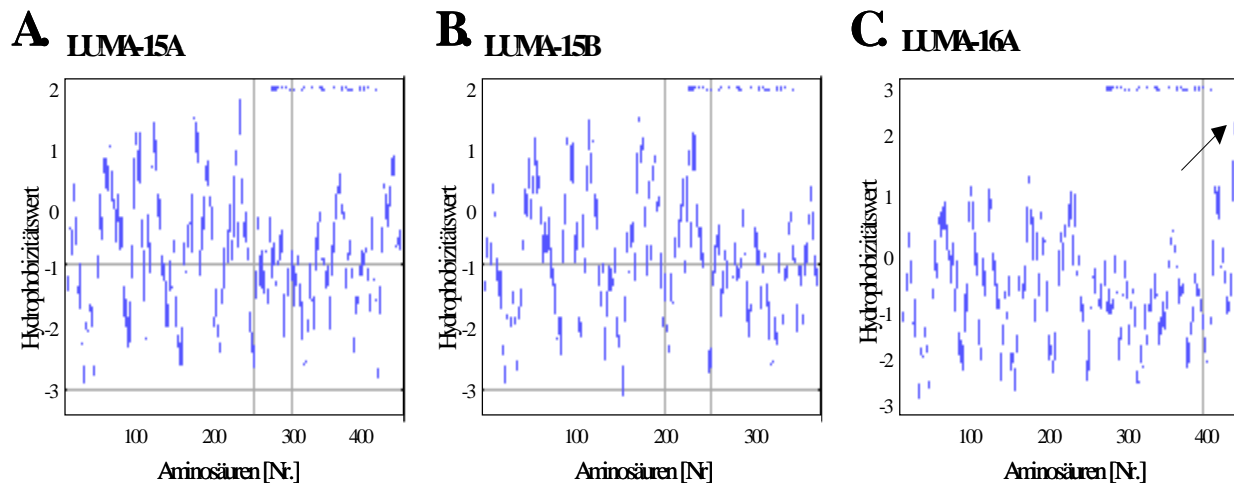 A. LUMA-15A
B. LUMA-15B
C. LUMA-16A
Hydrophobizitätswert
2
1
0
-1
-2
-3
100 200 300 400
Aminosäuren [Nr.]
Hydrophobizitätswert
2
1
0
-1
-2
-3
100 200 300
Aminosäuren [Nr]
Hydrophobizitätswert
3
2
1
0
-1
-2
-3
100 200 300 400
Aminosäuren [Nr.]